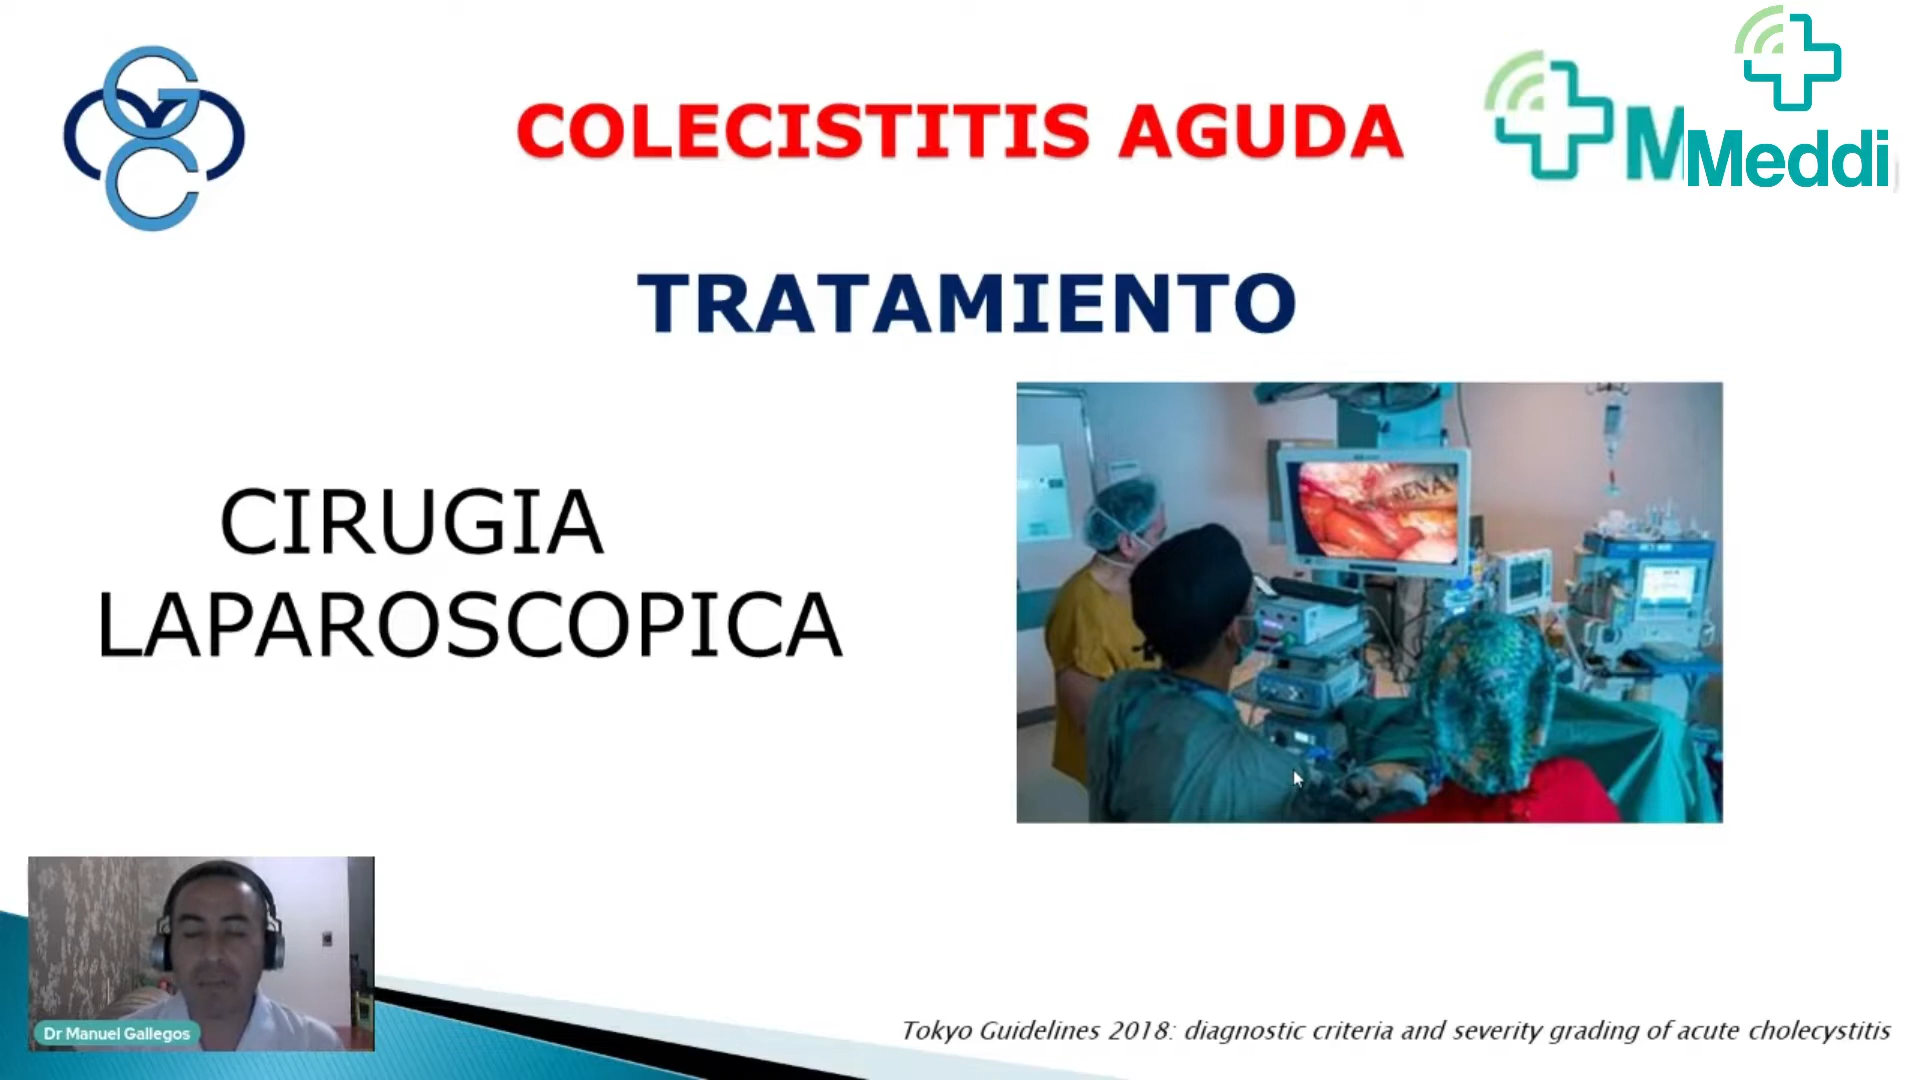 COLECISTITIS AGUDA
M
Meddi
TRATAMIENTO
CIRUGIA
LAPAROSCOPICA
Dr Manuel Gallegos
Tokyo Guidelines 2018: diagnostic criteria and severity grading of acute cholecystitis